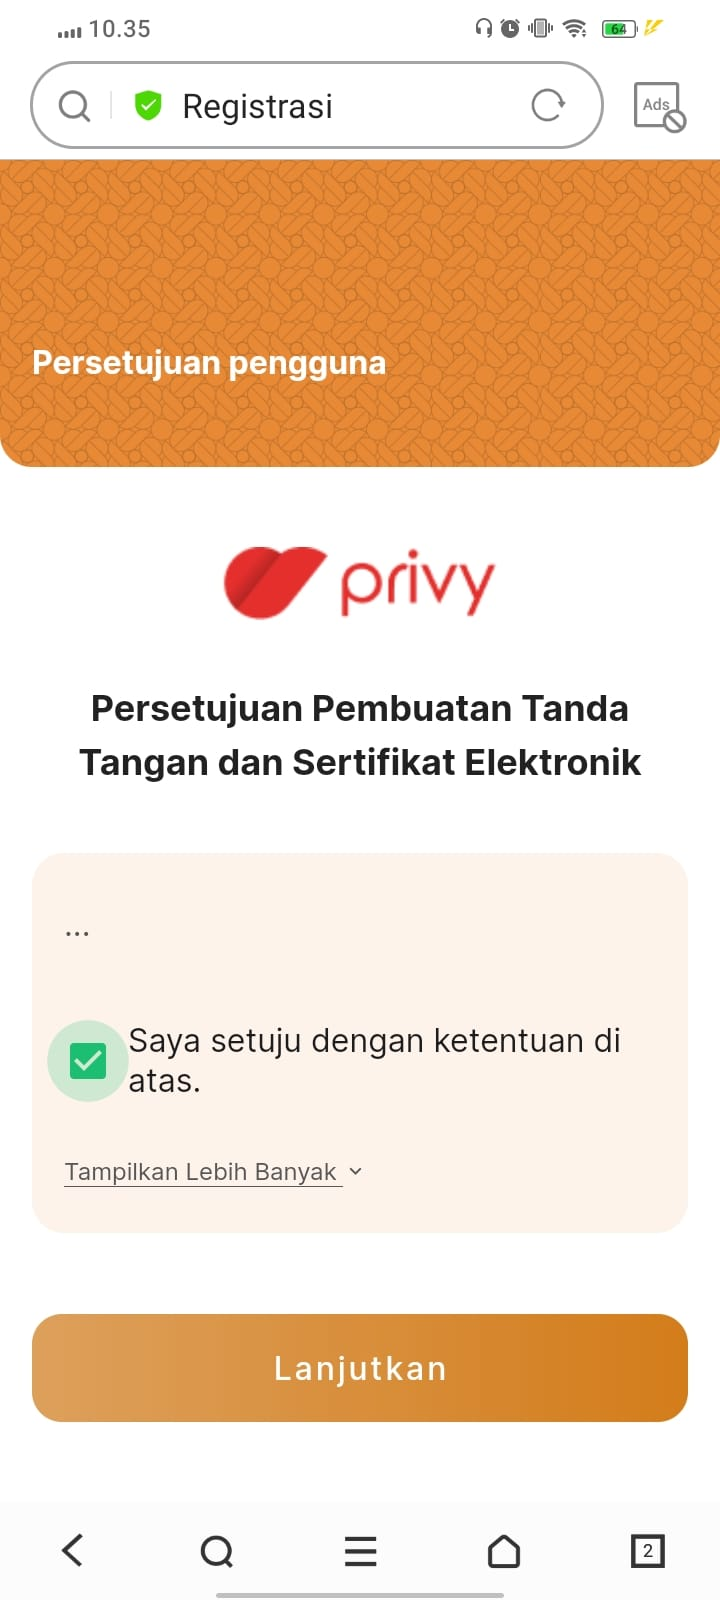 10.35
64
Registrasi
Ads
Persetujuan pengguna
privy
Persetujuan Pembuatan Tanda
Tangan dan Sertifikat Elektronik
...
Saya setuju dengan ketentuan di
atas.
Tampilkan Lebih Banyak
Lanjutkan
2